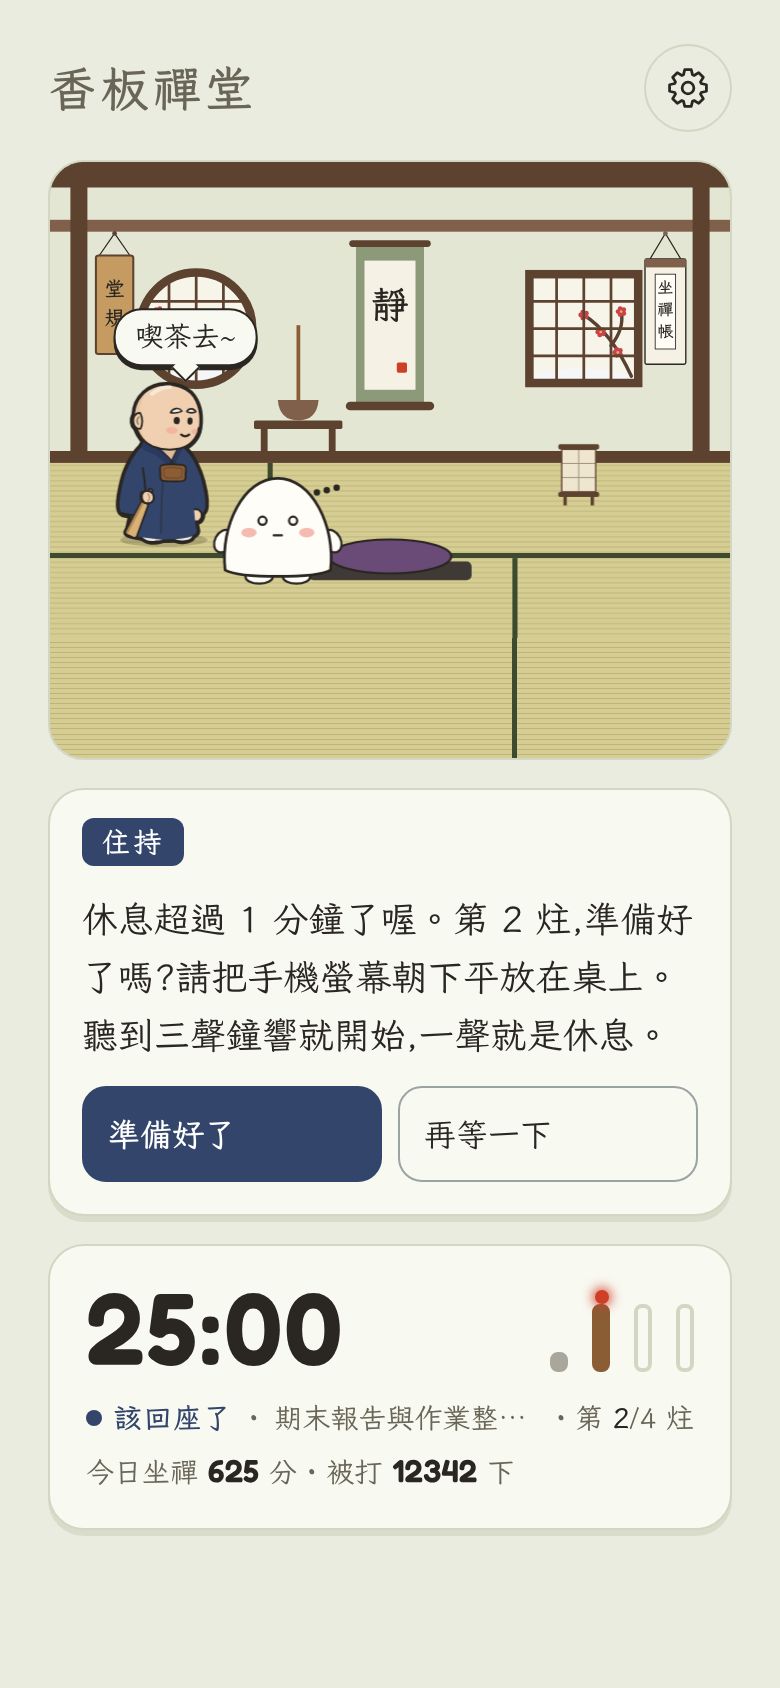 香板禪堂
堂規
喫茶去~
靜
坐禪帳
住持
休息超過 1 分鐘了喔。第 2 炷,準備好
了嗎?請把手機螢幕朝下平放在桌上。
聽到三聲鐘響就開始,一聲就是休息。
準備好了
再等一下
25:00
該回座了 · 期末報告與作業整… · 第 2/4 炷
今日坐禪 625 分·被打 12342 下